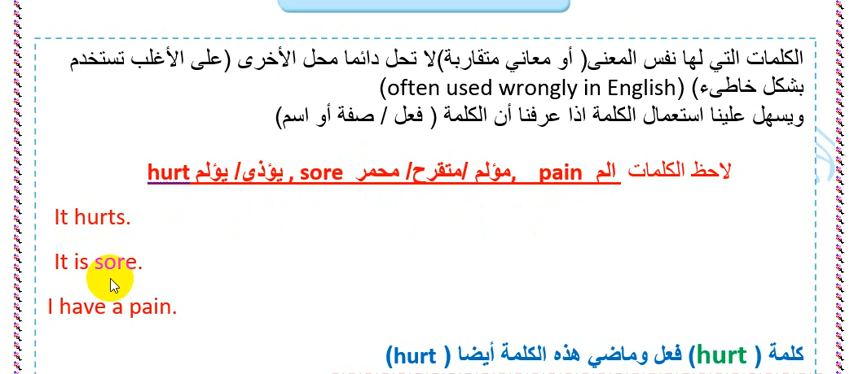 الكلمات التي لها نفس المعنى( أو معاني متقاربة)لا تحل دائما محل الأخرى (على الأغلب تستخدم
بشكل خاطىء) (often used wrongly in English)
ويسهل علينا استعمال الكلمة اذا عرفنا أن الكلمة ( فعل / صفة أو اسم)
لاحظ الكلمات الم pain ,مؤلم /متقرح/ محمر sore , يؤذي/ يؤلم hurt
It hurts.
It is sore.
I have a pain.
كلمة ( hurt) فعل وماضي هذه الكلمة أيضا ( hurt)